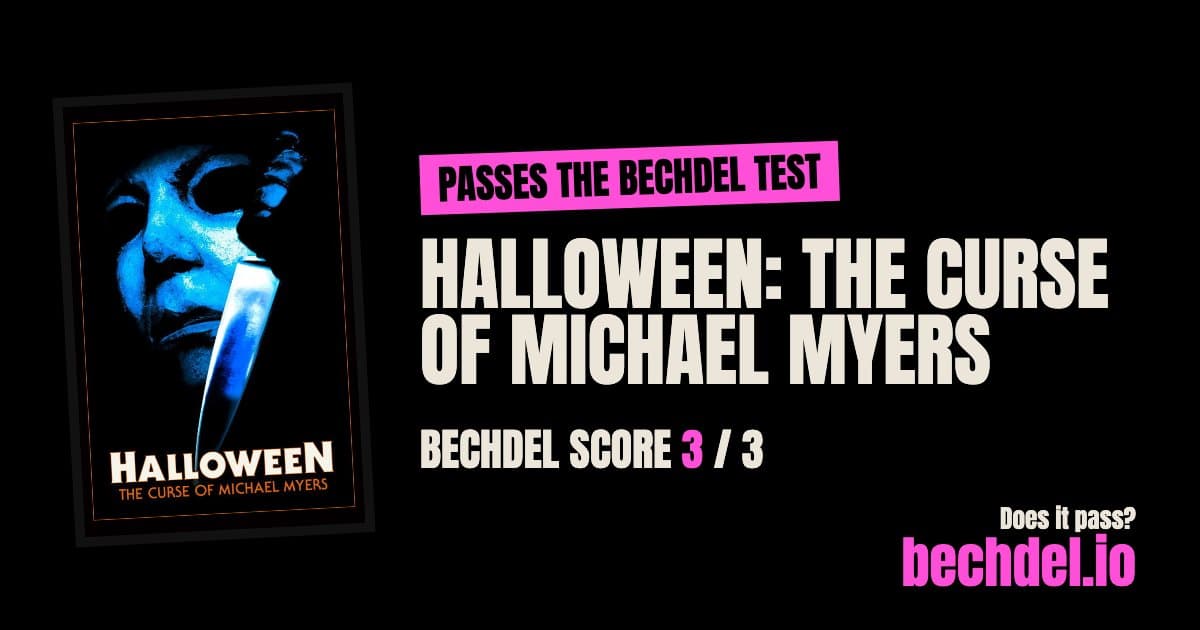 HALLOWEEN
THE CURSE OF MICHAEL MYERS
PASSES THE BECHDEL TEST
HALLOWEEN: THE CURSE
OF MICHAEL MYERS
BECHDEL SCORE 3 / 3
Does it pass?
bechdel.io